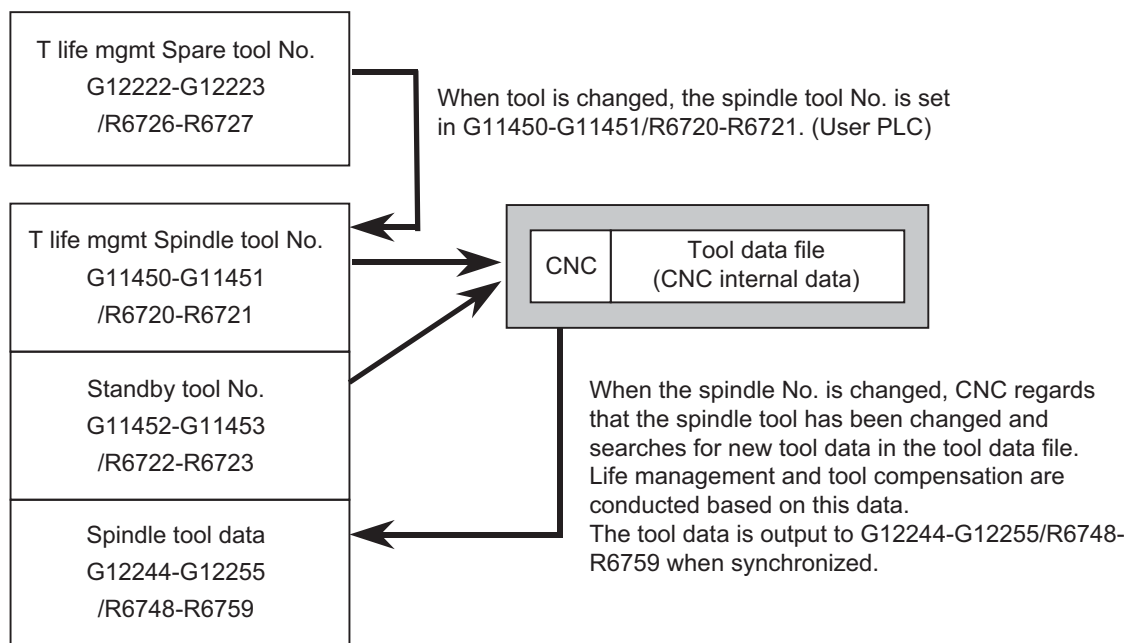 T life mgmt Spare tool No.
G12222-G12223
/R6726-R6727
When tool is changed, the spindle tool No. is set
in G11450-G11451/R6720-R6721. (User PLC)
T life mgmt Spindle tool No.
G11450-G11451
/R6720-R6721
CNC
Tool data file
(CNC internal data)
Standby tool No.
G11452-G11453
/R6722-R6723
When the spindle No. is changed, CNC regards
that the spindle tool has been changed and
searches for new tool data in the tool data file.
Life management and tool compensation are
conducted based on this data.
The tool data is output to G12244-G12255/R6748-
R6759 when synchronized.
Spindle tool data
G12244-G12255
/R6748-R6759